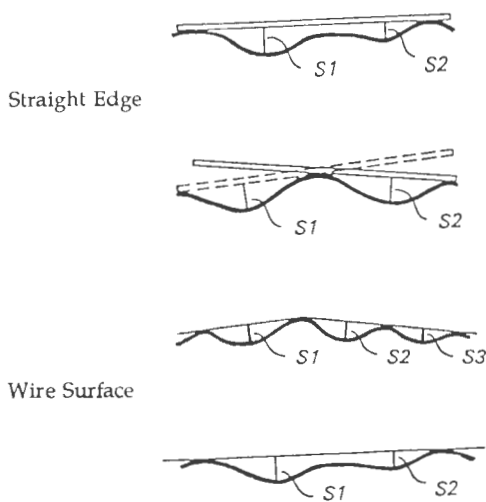 S1 S2
Straight Edge
S1 S2
S1 S2 S3
Wire Surface
S1 S2